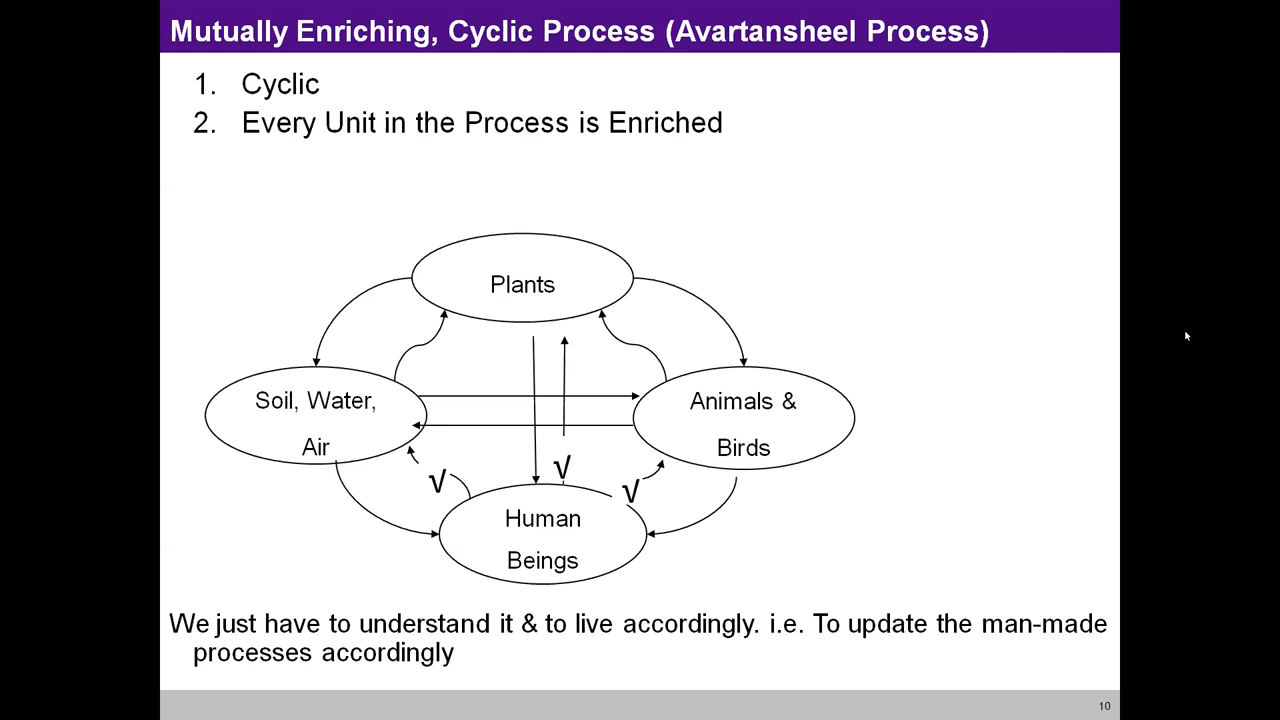 Mutually Enriching, Cyclic Process (Avartansheel Process)
1. Cyclic
2. Every Unit in the Process is Enriched
Plants
Soil, Water,
Air
Animals &
Birds
√
√
√
Human
Beings
We just have to understand it & to live accordingly. i.e. To update the man-made
processes accordingly
10